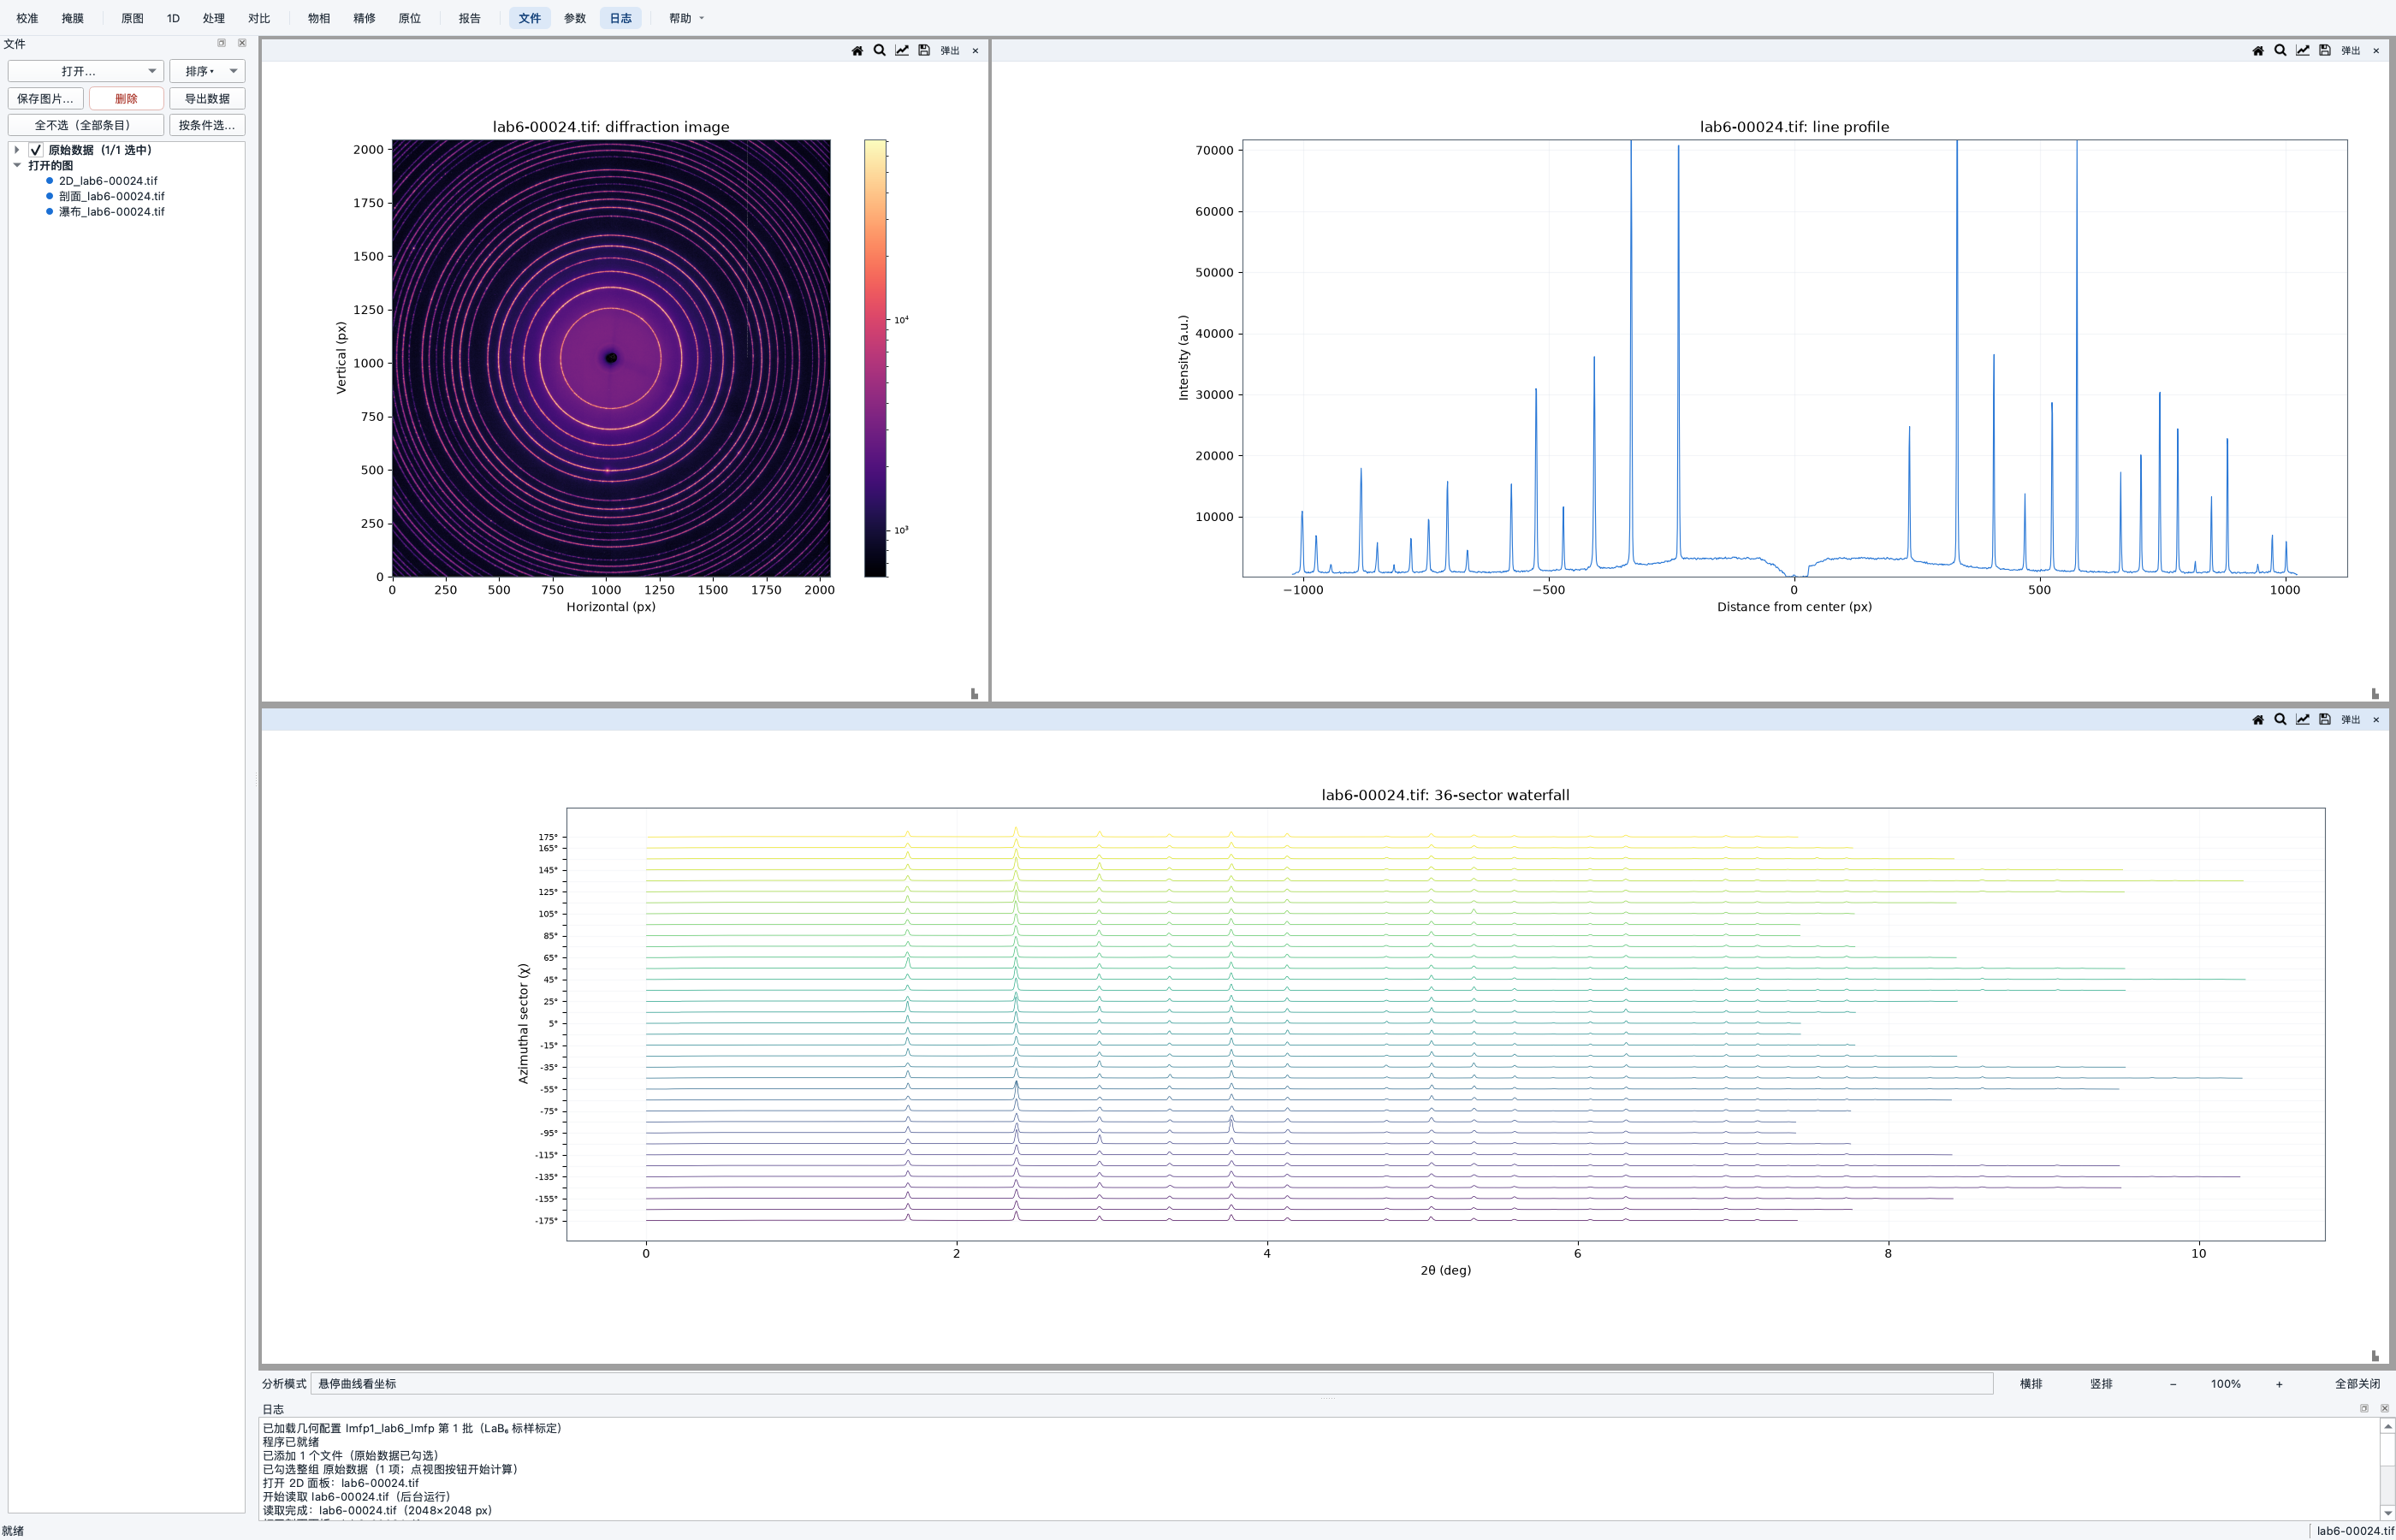 校准 掩膜 原图 1D 处理 对比 物相 精修 原位 报告 文件 参数 日志 帮助
文件
打开... 排序
保存图片... 删除 导出数据
全不选（全部条目） 按条件选...
原始数据（1/1 选中）
打开的图
2D_lab6-00024.tif
剖面_lab6-00024.tif
瀑布_lab6-00024.tif
弹出 ×
lab6-00024.tif: diffraction image
2000
1750
1500
1250
1000
750
500
250
0
Vertical (px)
0 250 500 750 1000 1250 1500 1750 2000
Horizontal (px)
10⁴
10³
弹出 ×
lab6-00024.tif: line profile
70000
60000
50000
40000
30000
20000
10000
Intensity (a.u.)
−1000 −500 0 500 1000
Distance from center (px)
弹出 ×
lab6-00024.tif: 36-sector waterfall
175°
165°
145°
125°
105°
85°
65°
45°
25°
5°
-15°
-35°
-55°
-75°
-95°
-115°
-135°
-155°
-175°
Azimuthal sector (χ)
0 2 4 6 8 10
2θ (deg)
分析模式 悬停曲线看坐标 横排 竖排 − 100% + 全部关闭
日志
已加载几何配置 lmfp1_lab6_lmfp 第 1 批（LaB₆ 标样标定）
程序已就绪
已添加 1 个文件（原始数据已勾选）
已勾选整组 原始数据（1 项；点视图按钮开始计算）
打开 2D 面板：lab6-00024.tif
开始读取 lab6-00024.tif（后台运行）
读取完成：lab6-00024.tif（2048×2048 px）
就绪 lab6-00024.tif